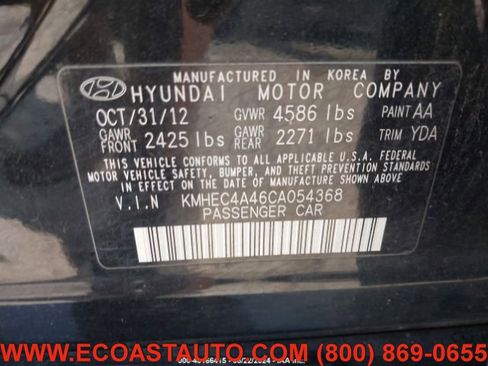 MANUFACTURED IN KOREA BY
HYUNDAI MOTOR COMPANY
OCT/31/12 GVWR 4586 lbs PAINT AA
GAWR FRONT 2425 lbs GAWR REAR 2271 lbs TRIM YDA
THIS VEHICLE CONFORMS TO ALL APPLICABLE U.S.A. FEDERAL
MOTOR VEHICLE SAFETY, BUMPER, AND THEFT PREVENTION
STANDARDS IN EFFECT ON THE DATE OF MANUFACTURE SHOWN ABOVE.
V.I.N KMHEC4A46CA054368
PASSENGER CAR
WWW.ECOASTAUTO.COM (800) 869-0655